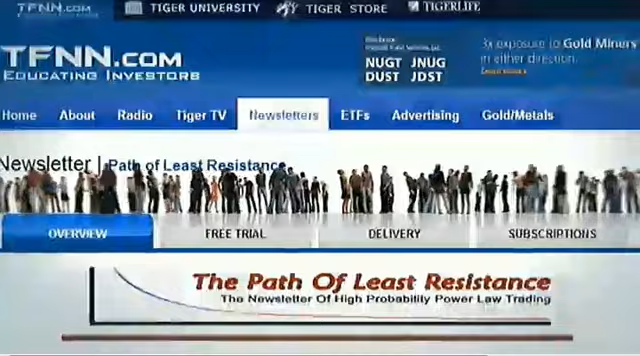 TFNN.com TIGER UNIVERSITY TIGER STORE TIGERLIFE
TFNN.COM
EDUCATING INVESTORS
NUGT JNUG
DUST JDST
3x exposure to Gold Miners
in either direction.
Home About Radio Tiger TV Newsletters ETFs Advertising Gold/Metals
Newsletter | Path of Least Resistance
OVERVIEW FREE TRIAL DELIVERY SUBSCRIPTIONS
The Path Of Least Resistance
The Newsletter Of High Probability Power Law Trading